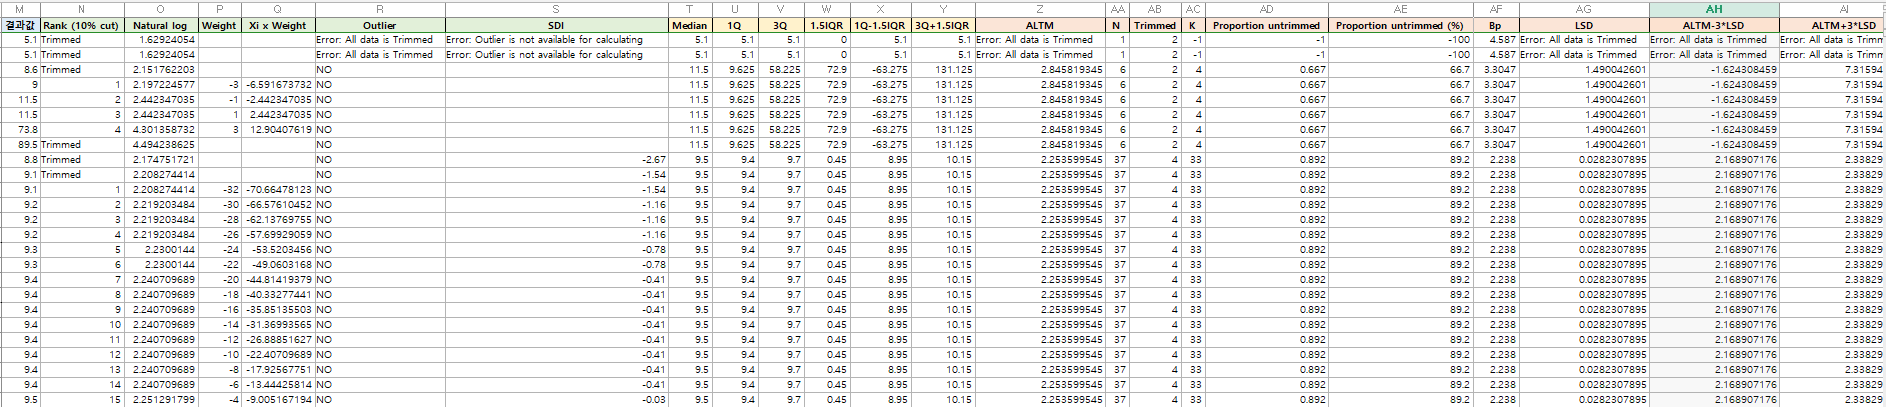 M N O P Q R S T U V W X Y Z AA AB AC AD AE AF AG AH AI
결과값 Rank (10% cut) Natural log Weight Xi x Weight Outlier SDI Median 1Q 3Q 1.5IQR 1Q-1.5IQR 3Q+1.5IQR ALTM N Trimmed K Proportion untrimmed Proportion untrimmed (%) Bp LSD ALTM-3*LSD ALTM+3*LSD
5.1 Trimmed 1.62924054 Error: All data is Trimmed Error: Outlier is not available for calculating 5.1 5.1 5.1 0 5.1 5.1 Error: All data is Trimmed 1 2 -1 -1 -100 4.587 Error: All data is Trimmed Error: All data is Trimmed Error: All data is Trimm
5.1 Trimmed 1.62924054 Error: All data is Trimmed Error: Outlier is not available for calculating 5.1 5.1 5.1 0 5.1 5.1 Error: All data is Trimmed 1 2 -1 -1 -100 4.587 Error: All data is Trimmed Error: All data is Trimmed Error: All data is Trimm
8.6 Trimmed 2.151762203 NO 11.5 9.625 58.225 72.9 -63.275 131.125 2.845819345 6 2 4 0.667 66.7 3.3047 1.490042601 -1.624308459 7.31594
9 1 2.197224577 -3 -6.591673732 NO 11.5 9.625 58.225 72.9 -63.275 131.125 2.845819345 6 2 4 0.667 66.7 3.3047 1.490042601 -1.624308459 7.31594
11.5 2 2.442347035 -1 -2.442347035 NO 11.5 9.625 58.225 72.9 -63.275 131.125 2.845819345 6 2 4 0.667 66.7 3.3047 1.490042601 -1.624308459 7.31594
11.5 3 2.442347035 1 2.442347035 NO 11.5 9.625 58.225 72.9 -63.275 131.125 2.845819345 6 2 4 0.667 66.7 3.3047 1.490042601 -1.624308459 7.31594
73.8 4 4.301358732 3 12.90407619 NO 11.5 9.625 58.225 72.9 -63.275 131.125 2.845819345 6 2 4 0.667 66.7 3.3047 1.490042601 -1.624308459 7.31594
89.5 Trimmed 4.494238625 NO 11.5 9.625 58.225 72.9 -63.275 131.125 2.845819345 6 2 4 0.667 66.7 3.3047 1.490042601 -1.624308459 7.31594
8.8 Trimmed 2.174751721 NO -2.67 9.5 9.4 9.7 0.45 8.95 10.15 2.253599545 37 4 33 0.892 89.2 2.238 0.0282307895 2.168907176 2.33829
9.1 Trimmed 2.208274414 NO -1.54 9.5 9.4 9.7 0.45 8.95 10.15 2.253599545 37 4 33 0.892 89.2 2.238 0.0282307895 2.168907176 2.33829
9.1 1 2.208274414 -32 -70.66478123 NO -1.54 9.5 9.4 9.7 0.45 8.95 10.15 2.253599545 37 4 33 0.892 89.2 2.238 0.0282307895 2.168907176 2.33829
9.2 2 2.219203484 -30 -66.57610452 NO -1.16 9.5 9.4 9.7 0.45 8.95 10.15 2.253599545 37 4 33 0.892 89.2 2.238 0.0282307895 2.168907176 2.33829
9.2 3 2.219203484 -28 -62.13769755 NO -1.16 9.5 9.4 9.7 0.45 8.95 10.15 2.253599545 37 4 33 0.892 89.2 2.238 0.0282307895 2.168907176 2.33829
9.2 4 2.219203484 -26 -57.69929059 NO -1.16 9.5 9.4 9.7 0.45 8.95 10.15 2.253599545 37 4 33 0.892 89.2 2.238 0.0282307895 2.168907176 2.33829
9.3 5 2.2300144 -24 -53.5203456 NO -0.78 9.5 9.4 9.7 0.45 8.95 10.15 2.253599545 37 4 33 0.892 89.2 2.238 0.0282307895 2.168907176 2.33829
9.3 6 2.2300144 -22 -49.0603168 NO -0.78 9.5 9.4 9.7 0.45 8.95 10.15 2.253599545 37 4 33 0.892 89.2 2.238 0.0282307895 2.168907176 2.33829
9.4 7 2.240709689 -20 -44.81419379 NO -0.41 9.5 9.4 9.7 0.45 8.95 10.15 2.253599545 37 4 33 0.892 89.2 2.238 0.0282307895 2.168907176 2.33829
9.4 8 2.240709689 -18 -40.33277441 NO -0.41 9.5 9.4 9.7 0.45 8.95 10.15 2.253599545 37 4 33 0.892 89.2 2.238 0.0282307895 2.168907176 2.33829
9.4 9 2.240709689 -16 -35.85135503 NO -0.41 9.5 9.4 9.7 0.45 8.95 10.15 2.253599545 37 4 33 0.892 89.2 2.238 0.0282307895 2.168907176 2.33829
9.4 10 2.240709689 -14 -31.36993565 NO -0.41 9.5 9.4 9.7 0.45 8.95 10.15 2.253599545 37 4 33 0.892 89.2 2.238 0.0282307895 2.168907176 2.33829
9.4 11 2.240709689 -12 -26.88851627 NO -0.41 9.5 9.4 9.7 0.45 8.95 10.15 2.253599545 37 4 33 0.892 89.2 2.238 0.0282307895 2.168907176 2.33829
9.4 12 2.240709689 -10 -22.40709689 NO -0.41 9.5 9.4 9.7 0.45 8.95 10.15 2.253599545 37 4 33 0.892 89.2 2.238 0.0282307895 2.168907176 2.33829
9.4 13 2.240709689 -8 -17.92567751 NO -0.41 9.5 9.4 9.7 0.45 8.95 10.15 2.253599545 37 4 33 0.892 89.2 2.238 0.0282307895 2.168907176 2.33829
9.4 14 2.240709689 -6 -13.44425814 NO -0.41 9.5 9.4 9.7 0.45 8.95 10.15 2.253599545 37 4 33 0.892 89.2 2.238 0.0282307895 2.168907176 2.33829
9.5 15 2.251291799 -4 -9.005167194 NO -0.03 9.5 9.4 9.7 0.45 8.95 10.15 2.253599545 37 4 33 0.892 89.2 2.238 0.0282307895 2.168907176 2.33829